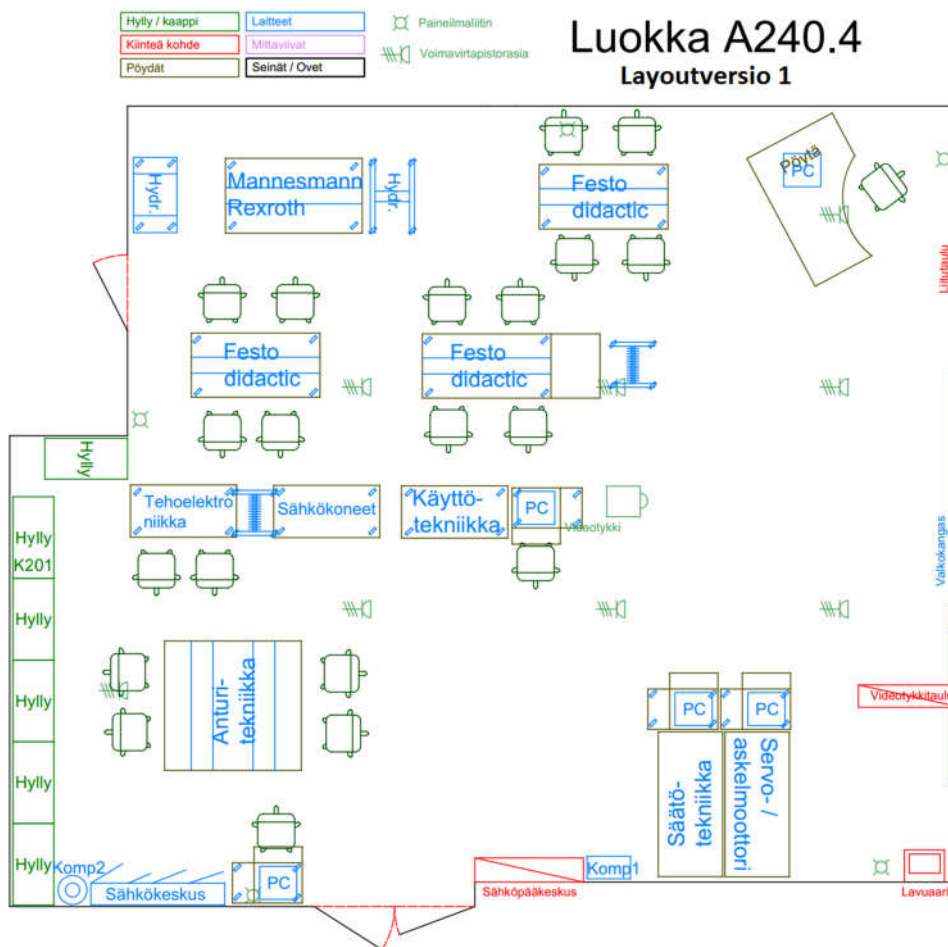 Hylly / kaappi
Laitteet
Paineilmaliitin
Kiinteä kohde
Mittaviivat
Voimavirtapistorasia
Pöydät
Seinät / Ovet
Luokka A240.4
Layoutversio 1
Hydr.
Mannesmann
Rexroth
Hydr.
Festo
didactic
Pöytä
PC
Liitutaulu
Festo
didactic
Festo
didactic
Hylly
Tehoelektro
niikka
Sähkökoneet
Käyttö-
tekniikka
PC
Videotykki
Valkokangas
Hylly
K201
Hylly
Hylly
Hylly
Hylly
Anturi-
tekniikka
PC
PC
Videotykkitaulu
Säätö-
tekniikka
Servo-/
askelmoottori
Komp2
Sähkökeskus
PC
Sähköpääkeskus
Komp1
Lavuaari